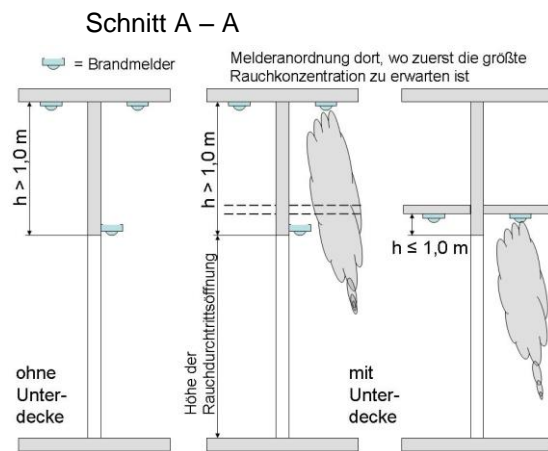 Schnitt A – A
= Brandmelder
Melderanordnung dort, wo zuerst die größte
Rauchkonzentration zu erwarten ist
h > 1,0 m
h > 1,0 m
h ≤ 1,0 m
Höhe der
Rauchdurchtrittsöffnung
ohne
Unter-
decke
mit
Unter-
decke